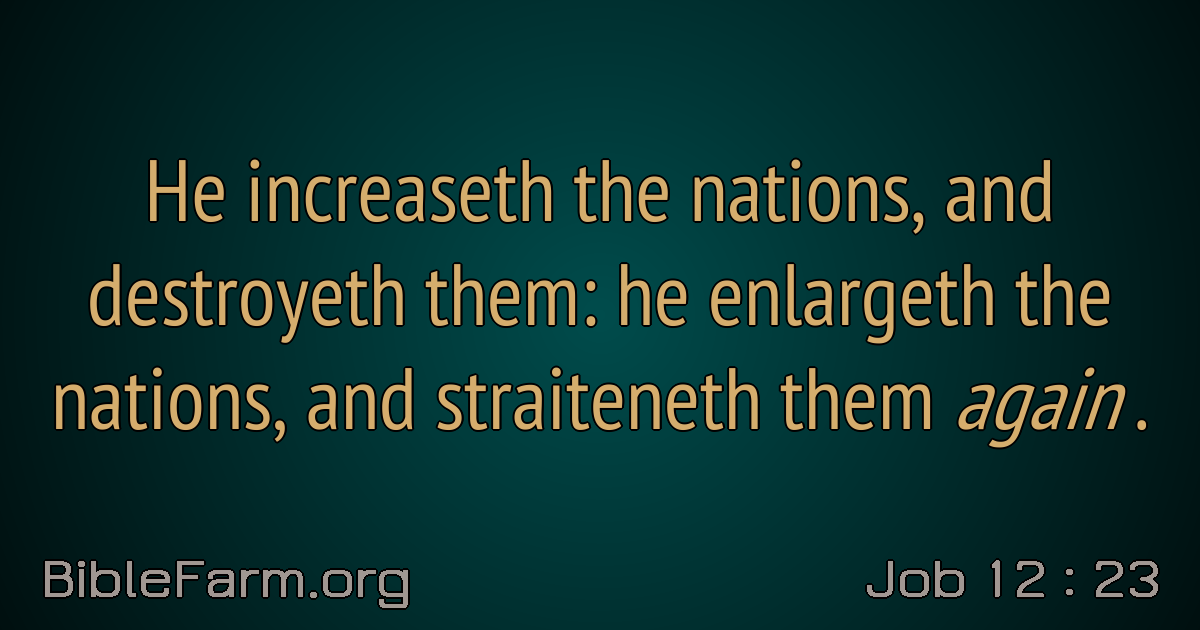 He increaseth the nations, and
destroyeth them: he enlargeth the
nations, and straiteneth them again .
BibleFarm.org
Job 12 : 23